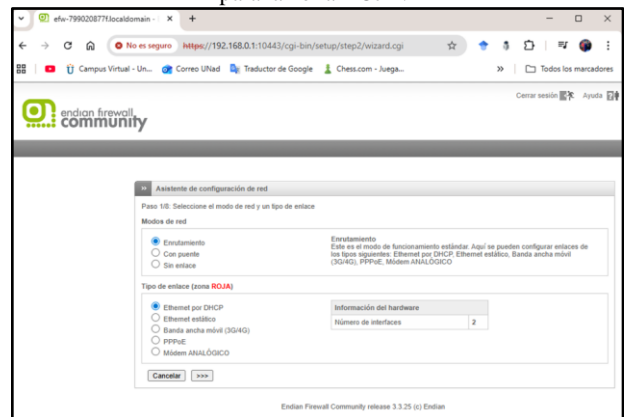 efw-799020877f.localdomain -
No es seguro https://192.168.0.1:10443/cgi-bin/setup/step2/wizard.cgi
Campus Virtual - Un... Correo UNad Traductor de Google Chess.com - Juega... Todos los marcadores
Cerrar sesión Ayuda
endian firewall
community
Asistente de configuración de red
Paso 1/8: Seleccione el modo de red y un tipo de enlace
Modos de red
Enrutamiento
Con puente
Sin enlace
Enrutamiento
Este es el modo de funcionamiento estándar. Aquí se pueden configurar enlaces de
los tipos siguientes: Ethernet por DHCP, Ethernet estático, Banda ancha móvil
(3G/4G), PPPoE, Módem ANALÓGICO
Tipo de enlace (zona ROJA)
Ethernet por DHCP
Ethernet estático
Banda ancha móvil (3G/4G)
PPPoE
Módem ANALÓGICO
Información del hardware
Número de interfaces 2
Cancelar >>>
Endian Firewall Community release 3.3.25 (c) Endian